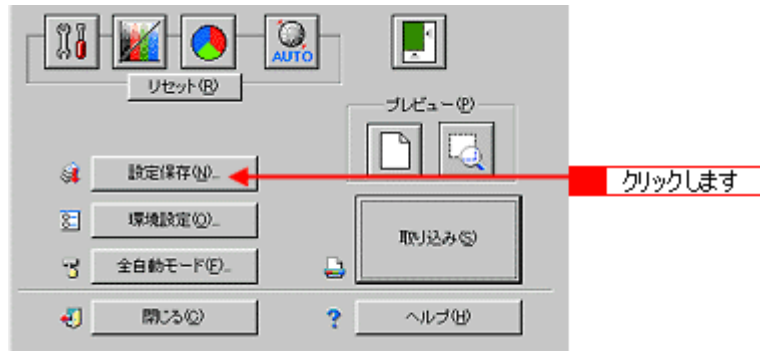 AUTO
リセット(R)
プレビュー(P)
設定保存(N)...
クリックします
環境設定(O)...
取り込み(S)
全自動モード(F)...
閉じる(C)
ヘルプ(H)